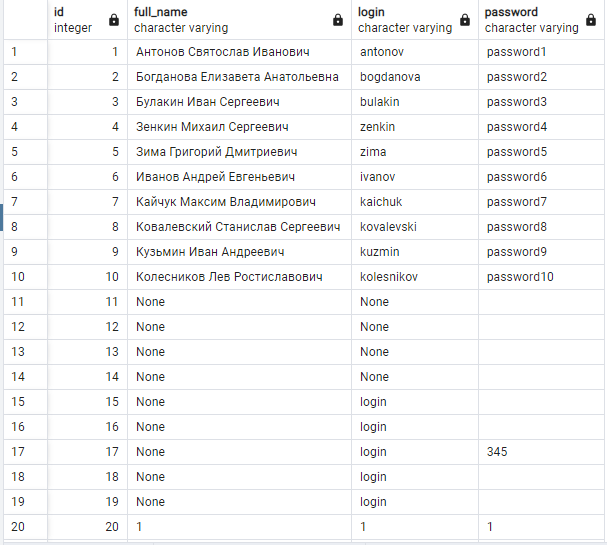 id full_name login password
integer character varying character varying character varying
1 1 Антонов Святослав Иванович antonov password1
2 2 Богданова Елизавета Анатольевна bogdanova password2
3 3 Булакин Иван Сергеевич bulakin password3
4 4 Зенкин Михаил Сергеевич zenkin password4
5 5 Зима Григорий Дмитриевич zima password5
6 6 Иванов Андрей Евгеньевич ivanov password6
7 7 Кайчук Максим Владимирович kaichuk password7
8 8 Ковалевский Станислав Сергеевич kovalevski password8
9 9 Кузьмин Иван Андреевич kuzmin password9
10 10 Колесников Лев Ростиславович kolesnikov password10
11 11 None None
12 12 None None
13 13 None None
14 14 None None
15 15 None login
16 16 None login
17 17 None login 345
18 18 None login
19 19 None login
20 20 1 1 1